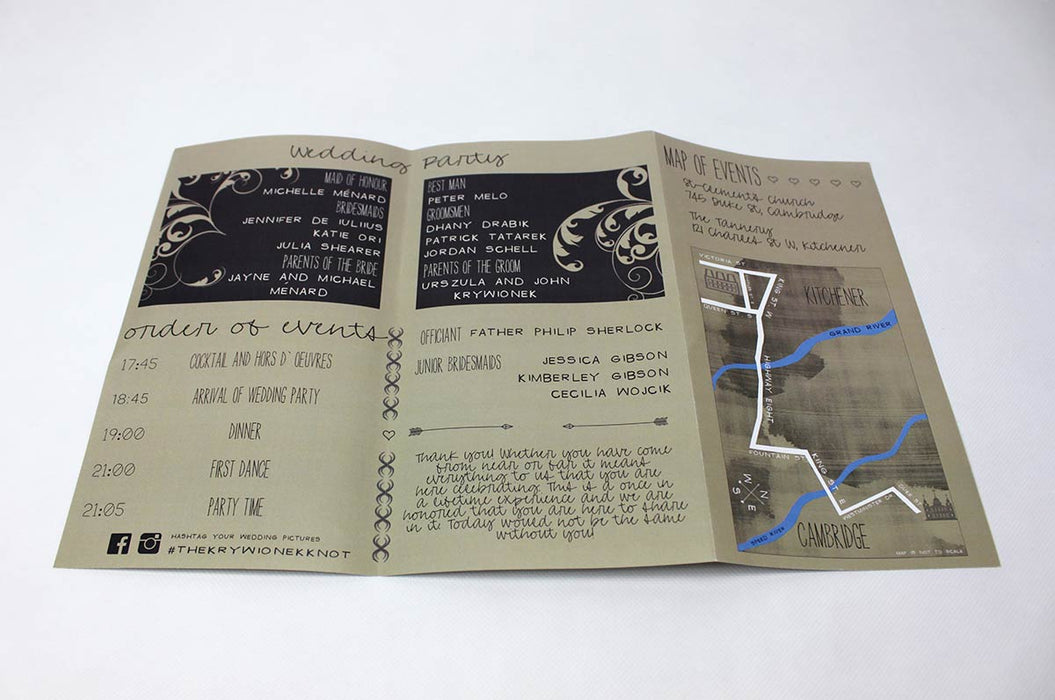 Wedding Party
MAID OF HONOUR
MICHELLE MÉNARD
BRIDESMAIDS
JENNIFER DE IULIIUS
KATIE ORI
JULIA SHEARER
PARENTS OF THE BRIDE
JAYNE AND MICHAEL
MENARD
BEST MAN
PETER MELO
GROOMSMEN
DHANY DRABIK
PATRICK TATAREK
JORDAN SCHELL
PARENTS OF THE GROOM
URSZULA AND JOHN
KRYWIONEK
order of events
17:45 COCKTAIL AND HORS D' OEUVRES
18:45 ARRIVAL OF WEDDING PARTY
19:00 DINNER
21:00 FIRST DANCE
21:05 PARTY TIME
HASHTAG YOUR WEDDING PICTURES
#THEKRYWIONEKKNOT
OFFICIANT FATHER PHILIP SHERLOCK
JUNIOR BRIDESMAIDS JESSICA GIBSON
KIMBERLEY GIBSON
CECILIA WOJCIK
Thank you! Whether you have come
from near or far it means
everything to us that you are
here celebrating. This is a once in
a lifetime experience and we are
honored that you are here to share
in it. Today would not be the same
without you!
MAP OF EVENTS
St-Clement's Church
745 Duke St, Cambridge
The Tannery
121 Charles St W, Kitchener
VICTORIA ST
KING ST W
QUEEN ST S
KITCHENER
GRAND RIVER
HIGHWAY EIGHT
FOUNTAIN ST
KING ST E
N
E
S
W
WESTMINSTER DR
SPEED RIVER
CAMBRIDGE
MAP IS NOT TO SCALE